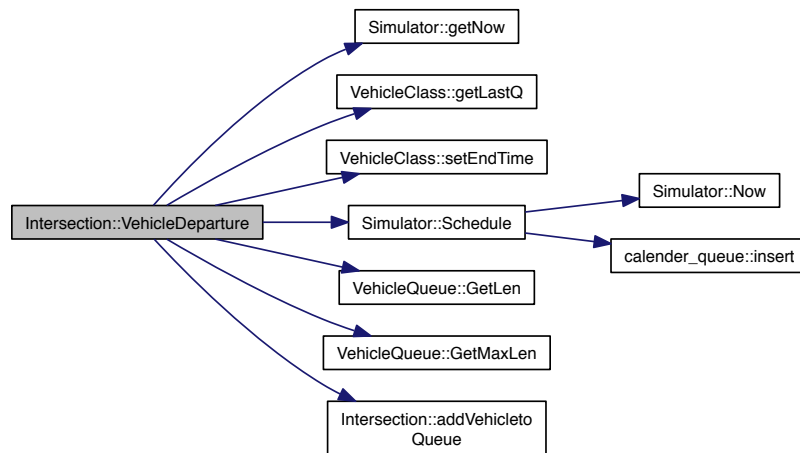 Simulator::getNow
VehicleClass::getLastQ
VehicleClass::setEndTime
Intersection::VehicleDeparture
Simulator::Schedule
Simulator::Now
calender_queue::insert
VehicleQueue::GetLen
VehicleQueue::GetMaxLen
Intersection::addVehicleto
Queue